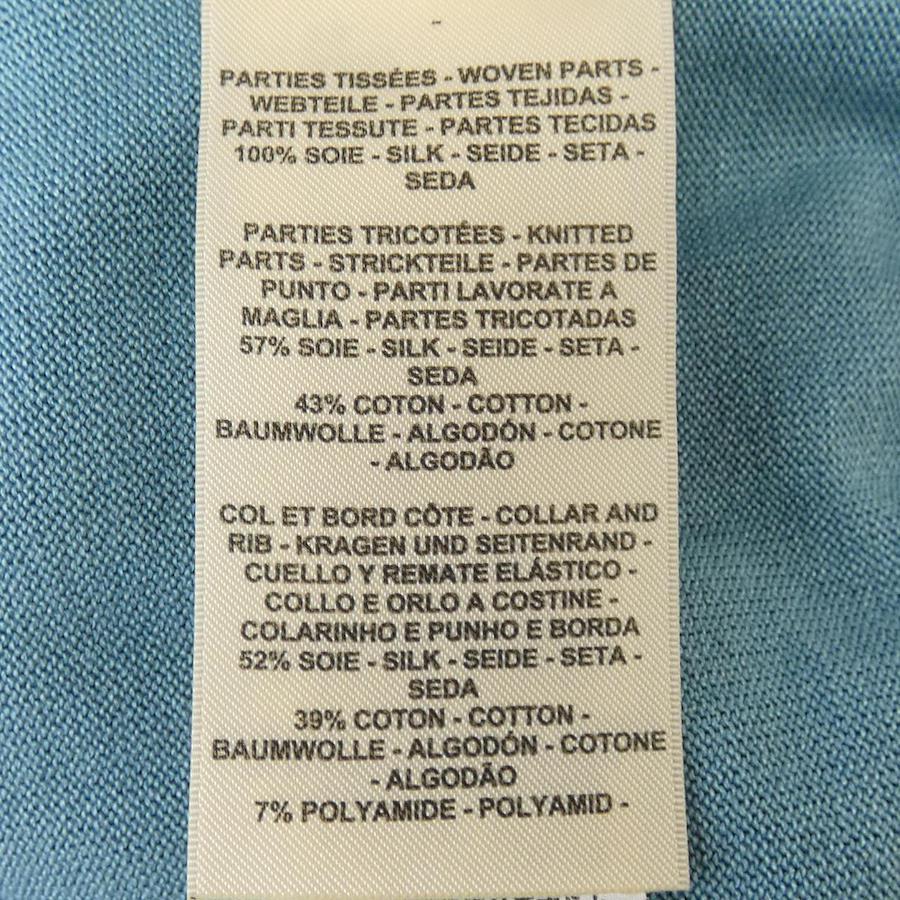 -
PARTIES TISSÉES - WOVEN PARTS -
WEBTEILE - PARTES TEJIDAS -
PARTI TESSUTE - PARTES TECIDAS
100% SOIE - SILK - SEIDE - SETA -
SEDA
PARTIES TRICOTÉES - KNITTED
PARTS - STRICKTEILE - PARTES DE
PUNTO - PARTI LAVORATE A
MAGLIA - PARTES TRICOTADAS
57% SOIE - SILK - SEIDE - SETA -
SEDA
43% COTON - COTTON -
BAUMWOLLE - ALGODÓN - COTONE
- ALGODÃO
COL ET BORD CÔTE - COLLAR AND
RIB - KRAGEN UND SEITENRAND -
CUELLO Y REMATE ELÁSTICO -
COLLO E ORLO A COSTINE -
COLARINHO E PUNHO E BORDA
52% SOIE - SILK - SEIDE - SETA -
SEDA
39% COTON - COTTON -
BAUMWOLLE - ALGODÓN - COTONE
- ALGODÃO
7% POLYAMIDE - POLYAMID -